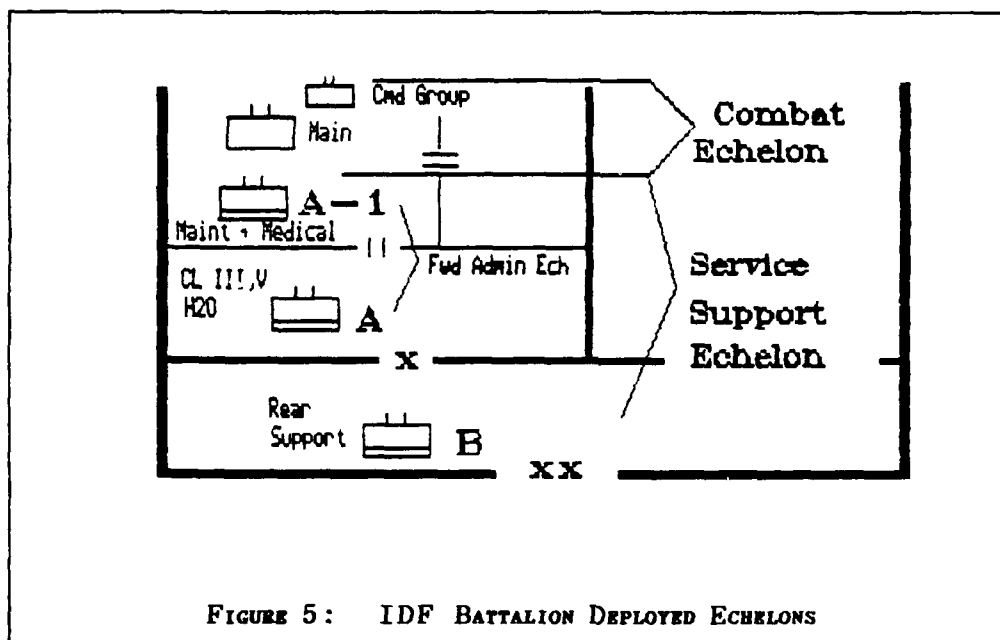 Cmd Group
Main
Combat
Echelon
A-1
Maint + Medical
Fwd Admin Ech
CL III,V
H2O
A
Service
Support
Echelon
X
Rear
Support
B
XX
FIGURE 5: IDF BATTALION DEPLOYED ECHELONS